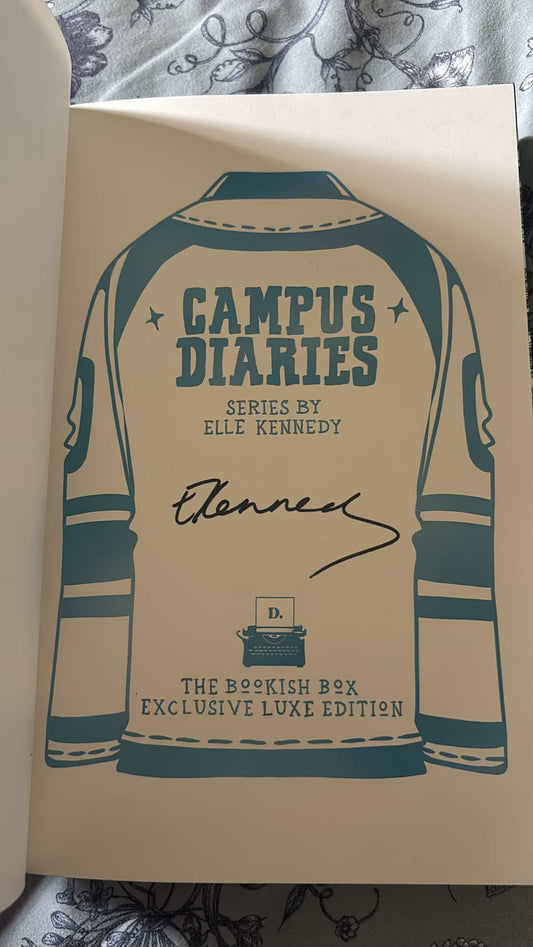 CAMPUS
DIARIES
SERIES BY
ELLE KENNEDY
EKennedy
D.
THE BOOKISH BOX
EXCLUSIVE LUXE EDITION